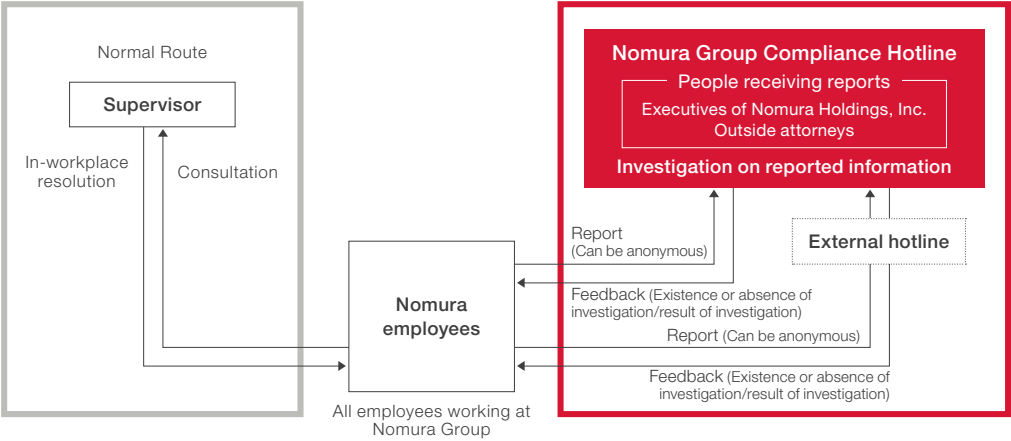 Normal Route
Supervisor
In-workplace
resolution
Consultation
Nomura Group Compliance Hotline
People receiving reports
Executives of Nomura Holdings, Inc.
Outside attorneys
Investigation on reported information
External hotline
Report
(Can be anonymous)
Feedback (Existence or absence of
investigation/result of investigation)
Report (Can be anonymous)
Feedback (Existence or absence of
investigation/result of investigation)
Nomura
employees
All employees working at
Nomura Group